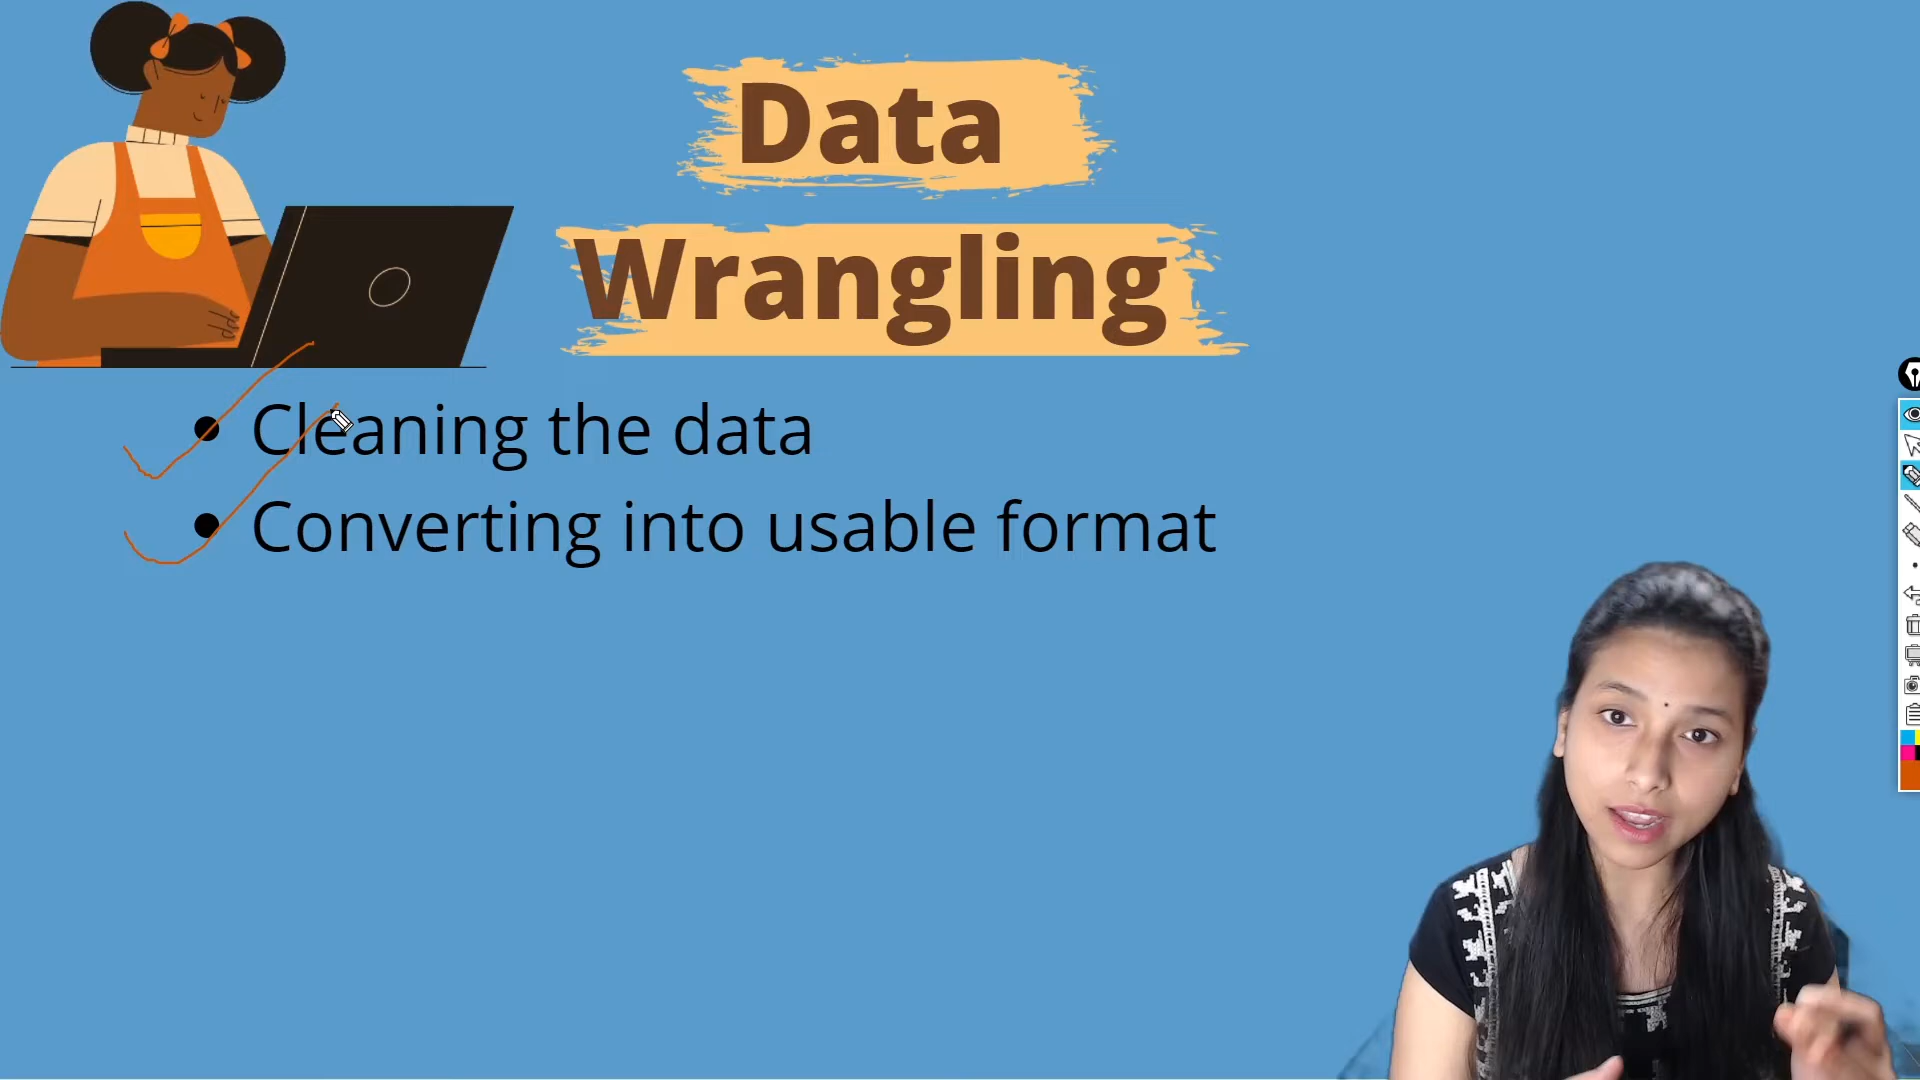 Data
Wrangling
• Cleaning the data
• Converting into usable format